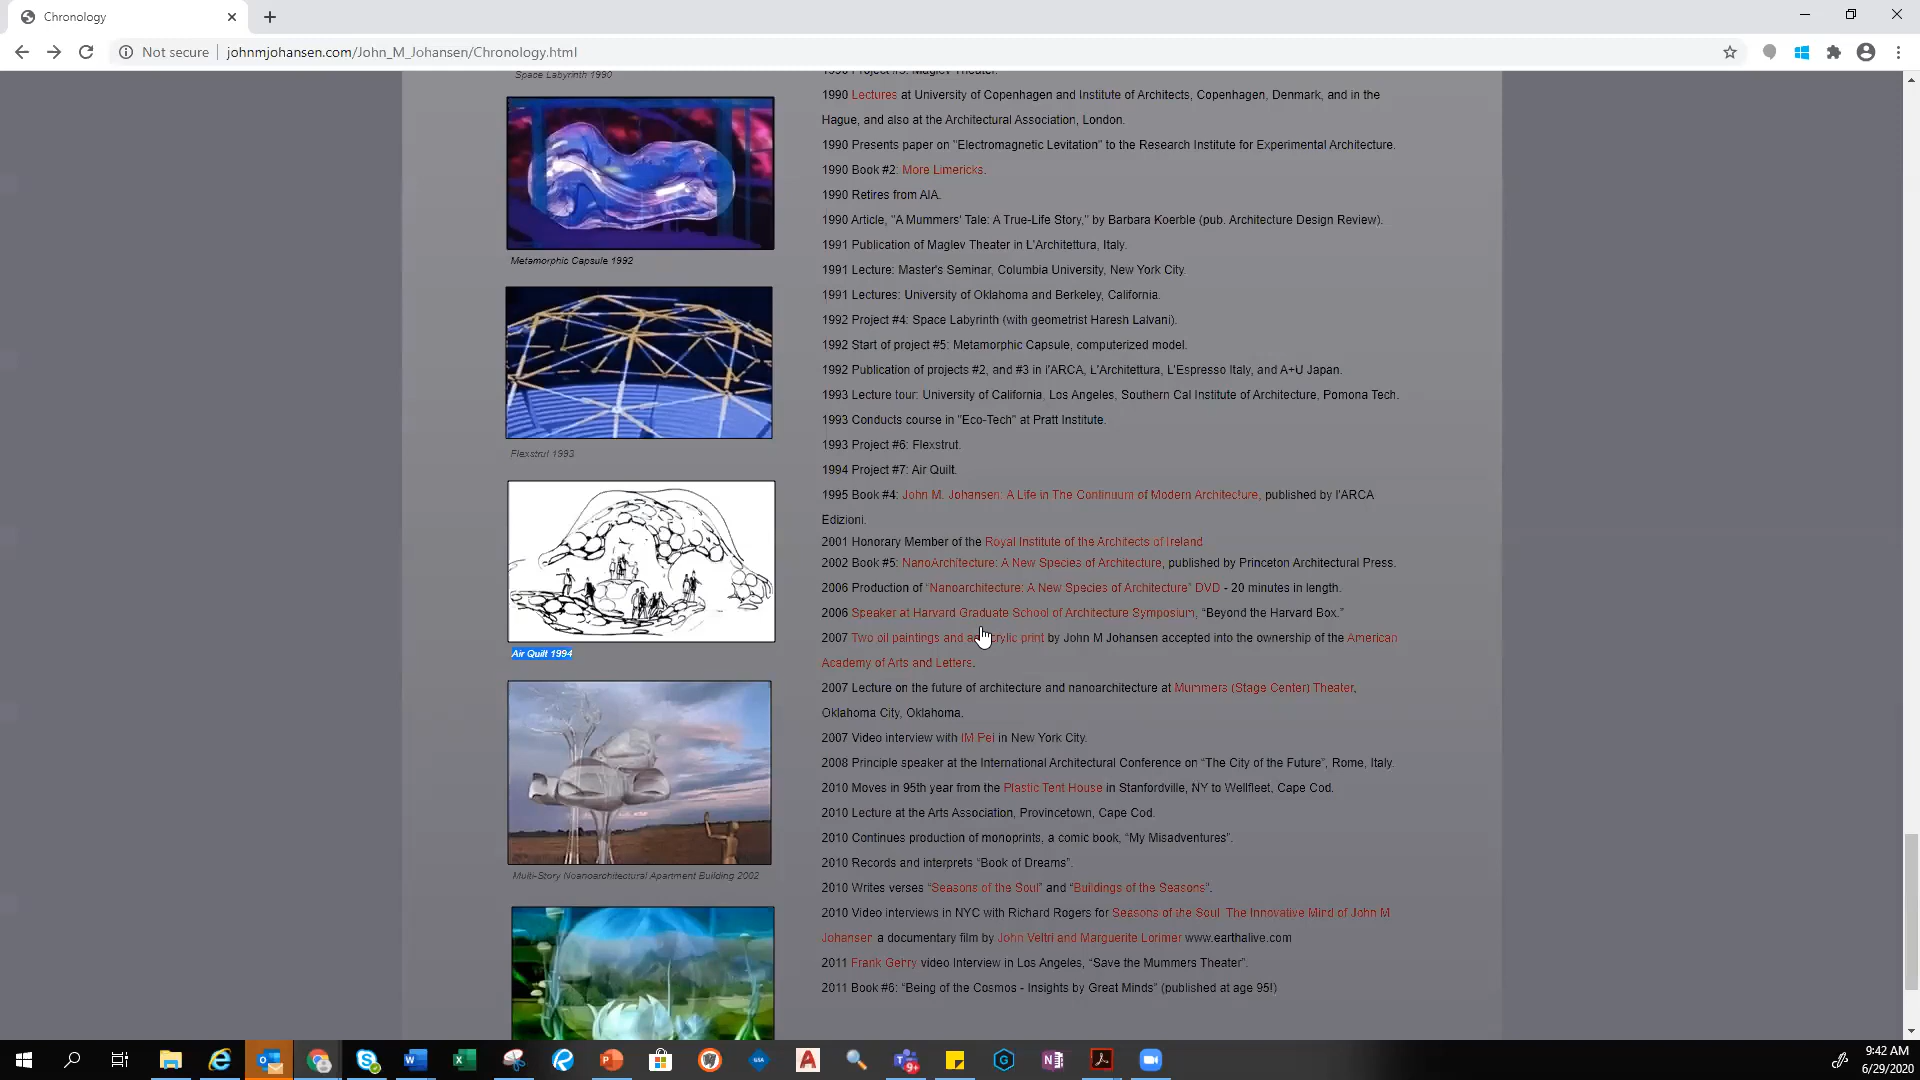 Chronology
Not secure
johnmjohansen.com/John_M_Johansen/Chronology.html
Space Labyrinth 1990
Metamorphic Capsule 1992
Flexstrut 1993
Air Quilt 1994
Multi-Story Noanoarchitectural Apartment Building 2002
1990 Project #3: Maglev Theater.
1990 Lectures at University of Copenhagen and Institute of Architects, Copenhagen, Denmark, and in the
Hague, and also at the Architectural Association, London.
1990 Presents paper on "Electromagnetic Levitation" to the Research Institute for Experimental Architecture.
1990 Book #2: More Limericks.
1990 Retires from AIA.
1990 Article, "A Mummers' Tale: A True-Life Story," by Barbara Koerble (pub. Architecture Design Review).
1991 Publication of Maglev Theater in L'Architettura, Italy.
1991 Lecture: Master's Seminar, Columbia University, New York City.
1991 Lectures: University of Oklahoma and Berkeley, California.
1992 Project #4: Space Labyrinth (with geometrist Haresh Lalvani).
1992 Start of project #5: Metamorphic Capsule, computerized model.
1992 Publication of projects #2, and #3 in l'ARCA, L'Architettura, L'Espresso Italy, and A+U Japan.
1993 Lecture tour: University of California, Los Angeles, Southern Cal Institute of Architecture, Pomona Tech.
1993 Conducts course in "Eco-Tech" at Pratt Institute.
1993 Project #6: Flexstrut.
1994 Project #7: Air Quilt.
1995 Book #4: John M. Johansen: A Life in The Continuum of Modern Architecture, published by l'ARCA
Edizioni.
2001 Honorary Member of the Royal Institute of the Architects of Ireland
2002 Book #5: NanoArchitecture: A New Species of Architecture, published by Princeton Architectural Press.
2006 Production of “Nanoarchitecture: A New Species of Architecture” DVD - 20 minutes in length.
2006 Speaker at Harvard Graduate School of Architecture Symposium, “Beyond the Harvard Box.”
2007 Two oil paintings and acrylic print by John M Johansen accepted into the ownership of the American
Academy of Arts and Letters.
2007 Lecture on the future of architecture and nanoarchitecture at Mummers (Stage Center) Theater,
Oklahoma City, Oklahoma.
2007 Video interview with IM Pei in New York City.
2008 Principle speaker at the International Architectural Conference on “The City of the Future”, Rome, Italy.
2010 Moves in 95th year from the Plastic Tent House in Stanfordville, NY to Wellfleet, Cape Cod.
2010 Lecture at the Arts Association, Provincetown, Cape Cod.
2010 Continues production of monoprints, a comic book, “My Misadventures”.
2010 Records and interprets “Book of Dreams”.
2010 Writes verses “Seasons of the Soul” and “Buildings of the Seasons”.
2010 Video interviews in NYC with Richard Rogers for Seasons of the Soul The Innovative Mind of John M
Johansen a documentary film by John Veltri and Marguerite Lorimer www.earthalive.com
2011 Frank Gehry video Interview in Los Angeles, “Save the Mummers Theater”.
2011 Book #6: “Being of the Cosmos - Insights by Great Minds” (published at age 95!)
9:42 AM
6/29/2020